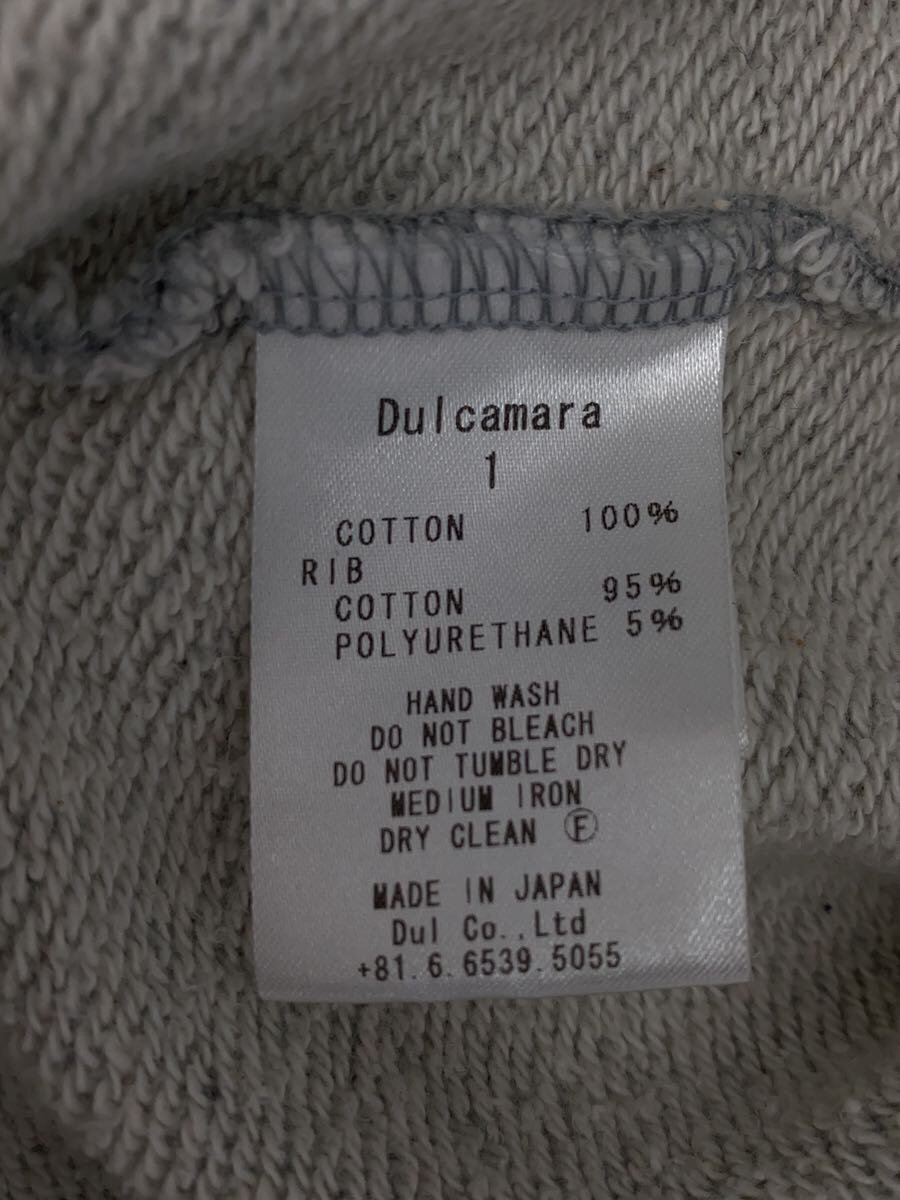 Dulcamara
1
COTTON 100%
RIB
COTTON 95%
POLYURETHANE 5%
HAND WASH
DO NOT BLEACH
DO NOT TUMBLE DRY
MEDIUM IRON
DRY CLEAN Ⓕ
MADE IN JAPAN
Dul Co.,Ltd
+81.6.6539.5055